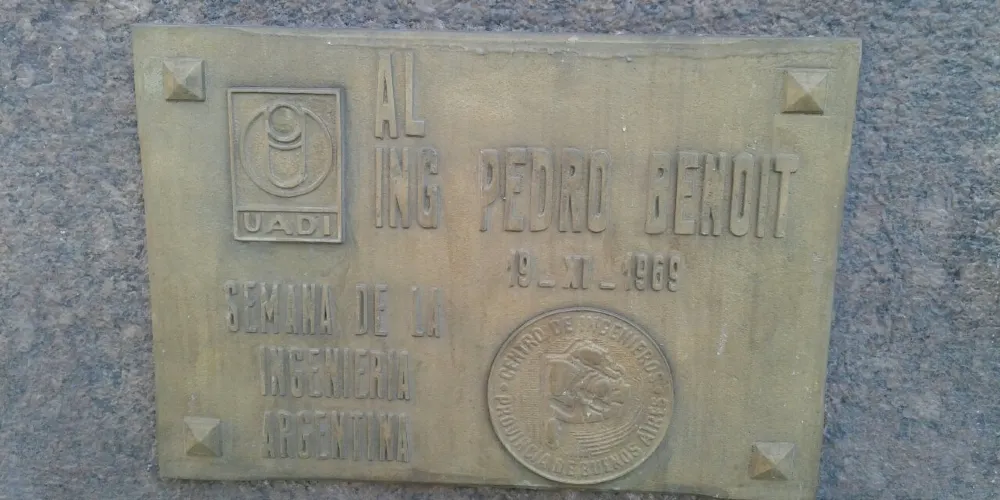 AL
ING PEDRO BENOIT
19-XI-1969
UADI
SEMANA DE LA
INGENIERIA
ARGENTINA
CENTRO DE INGENIEROS
PROVINCIA DE BUENOS AIRES